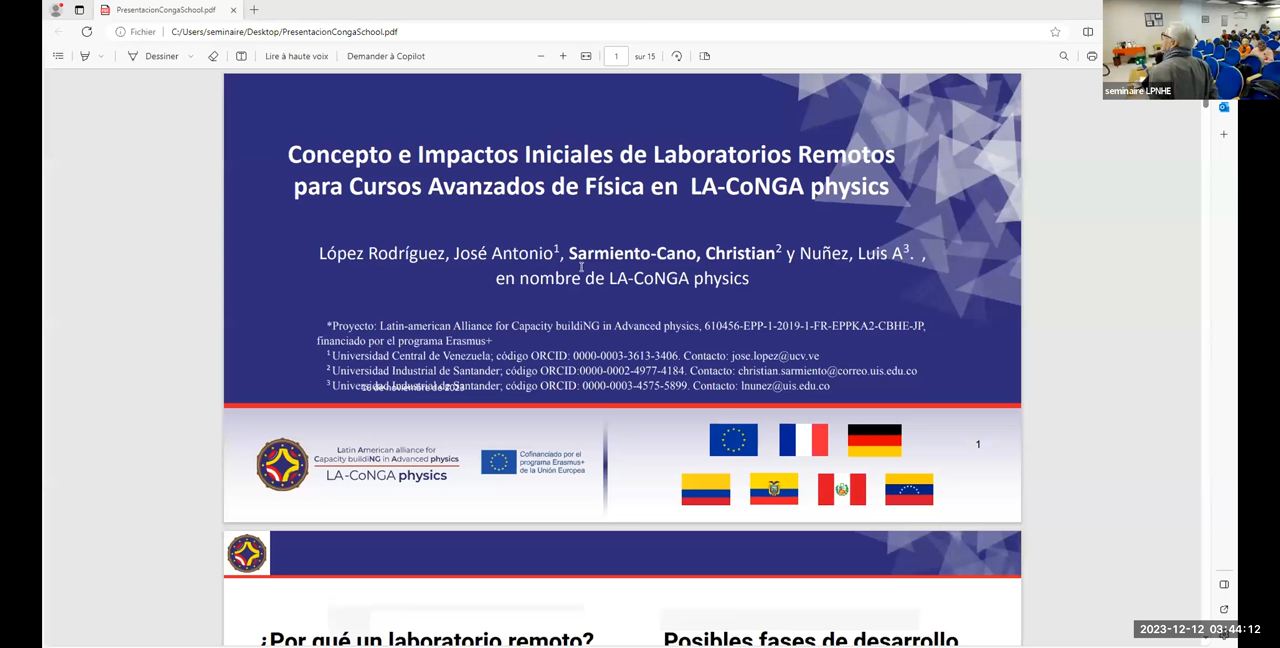 PresentacionCongaSchool.pdf
Fichier
C:/Users/seminaire/Desktop/PresentacionCongaSchool.pdf
Dessiner
Lire à haute voix
Demander à Copilot
1
sur 15
seminaire LPNHE
Concepto e Impactos Iniciales de Laboratorios Remotos
para Cursos Avanzados de Física en LA-CoNGA physics
López Rodríguez, José Antonio1, Sarmiento-Cano, Christian2 y Nuñez, Luis A3. ,
en nombre de LA-CoNGA physics
*Proyecto: Latin-american Alliance for Capacity buildiNG in Advanced physics, 610456-EPP-1-2019-1-FR-EPPKA2-CBHE-JP,
financiado por el programa Erasmus+
1 Universidad Central de Venezuela; código ORCID: 0000-0003-3613-3406. Contacto: jose.lopez@ucv.ve
2 Universidad Industrial de Santander; código ORCID:0000-0002-4977-4184. Contacto: christian.sarmiento@correo.uis.edu.co
3 Universidad Industrial de Santander; código ORCID: 0000-0003-4575-5899. Contacto: lnunez@uis.edu.co
de noviembre de 2023
Latin American alliance for
Capacity buildiNG in Advanced physics
LA-CoNGA physics
Cofinanciado por el
programa Erasmus+
de la Unión Europea
1
¿Por qué un laboratorio remoto?
Posibles fases de desarrollo
2023-12-12 03:44:12